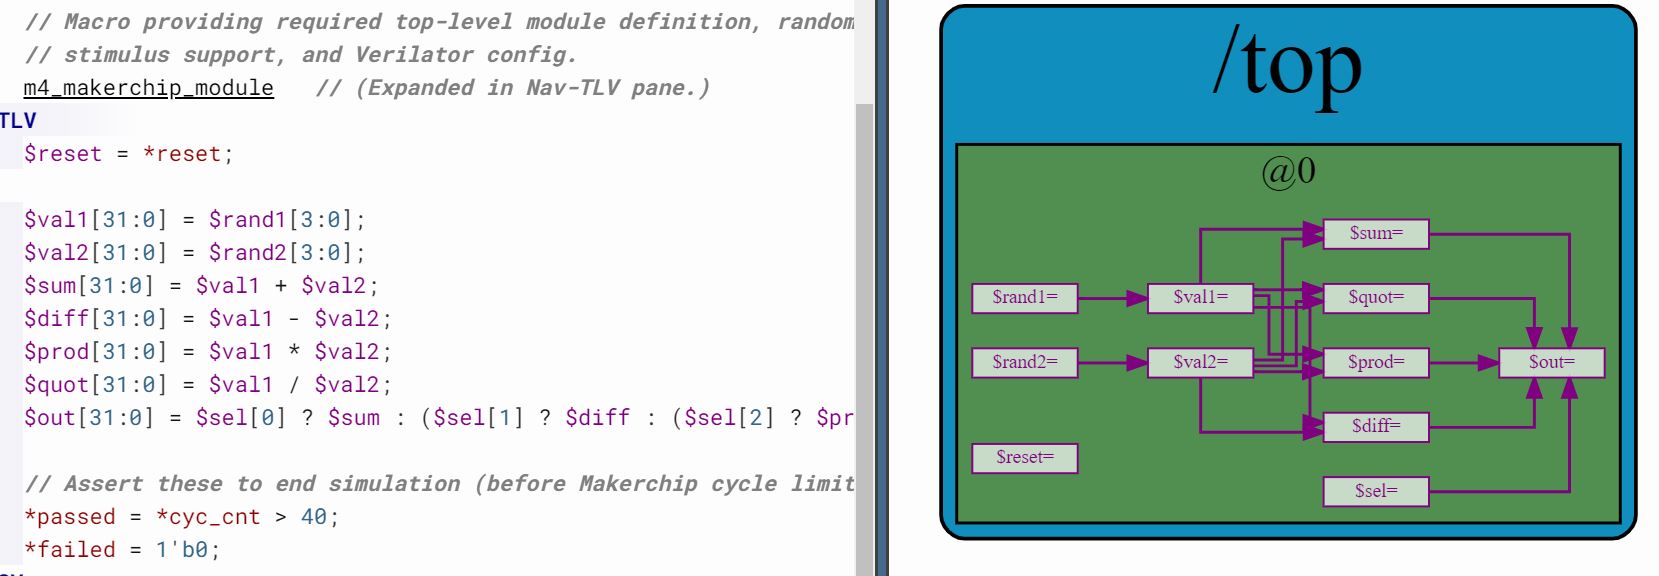 // Macro providing required top-level module definition, random
// stimulus support, and Verilator config.
m4_makerchip_module // (Expanded in Nav-TLV pane.)
TLV
$reset = *reset;
$val1[31:0] = $rand1[3:0];
$val2[31:0] = $rand2[3:0];
$sum[31:0] = $val1 + $val2;
$diff[31:0] = $val1 - $val2;
$prod[31:0] = $val1 * $val2;
$quot[31:0] = $val1 / $val2;
$out[31:0] = $sel[0] ? $sum : ($sel[1] ? $diff : ($sel[2] ? $pr
// Assert these to end simulation (before Makerchip cycle limit
*passed = *cyc_cnt > 40;
*failed = 1'b0;
/top
@0
$sum=
$rand1=
$val1=
$quot=
$rand2=
$val2=
$prod=
$out=
$diff=
$reset=
$sel=